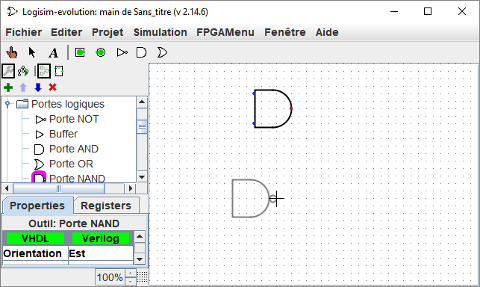 Logisim-evolution: main de Sans_titre (v 2.14.6)
Fichier Editer Projet Simulation FPGAMenu Fenêtre Aide
A
Portes logiques
Porte NOT
Buffer
Porte AND
Porte OR
Porte NAND
Properties Registers
Outil: Porte NAND
VHDL Verilog
Orientation Est
100%